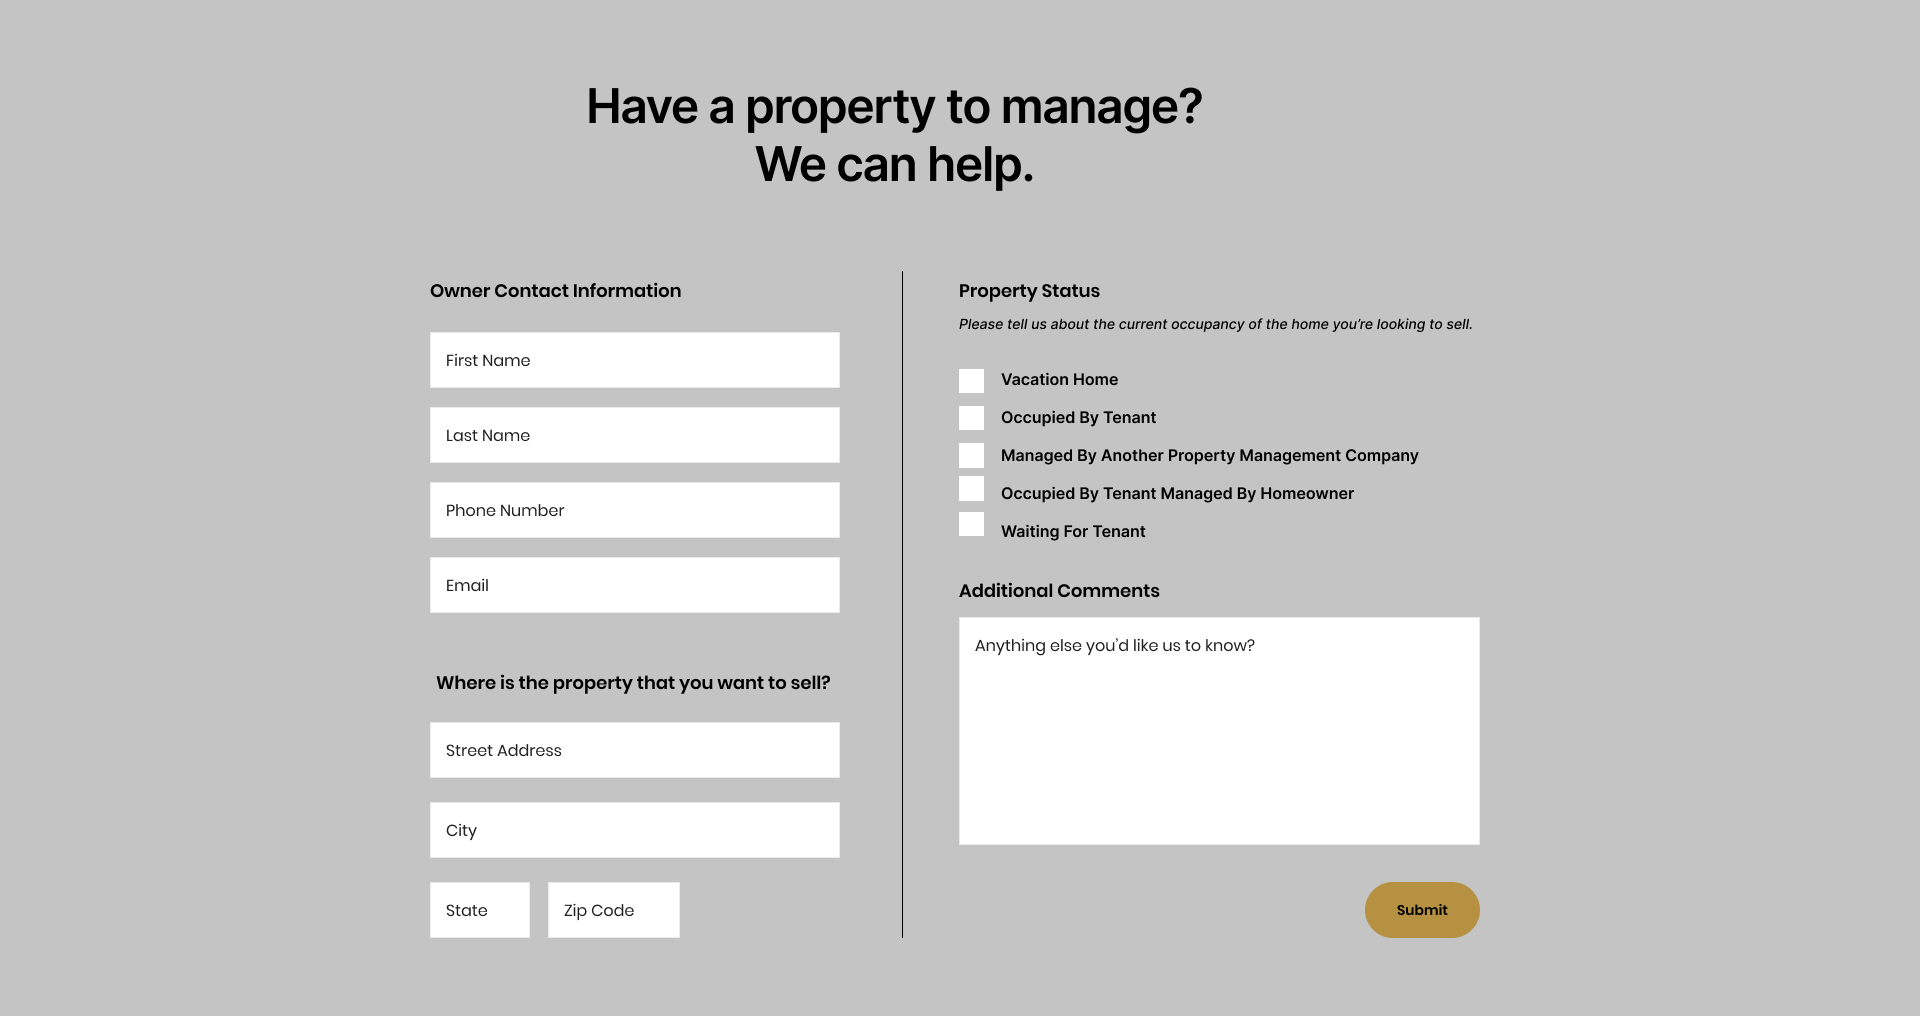 Have a property to manage?
We can help.
Owner Contact Information
First Name
Last Name
Phone Number
Email
Where is the property that you want to sell?
Street Address
City
State
Zip Code
Property Status
Please tell us about the current occupancy of the home you're looking to sell.
Vacation Home
Occupied By Tenant
Managed By Another Property Management Company
Occupied By Tenant Managed By Homeowner
Waiting For Tenant
Additional Comments
Anything else you'd like us to know?
Submit